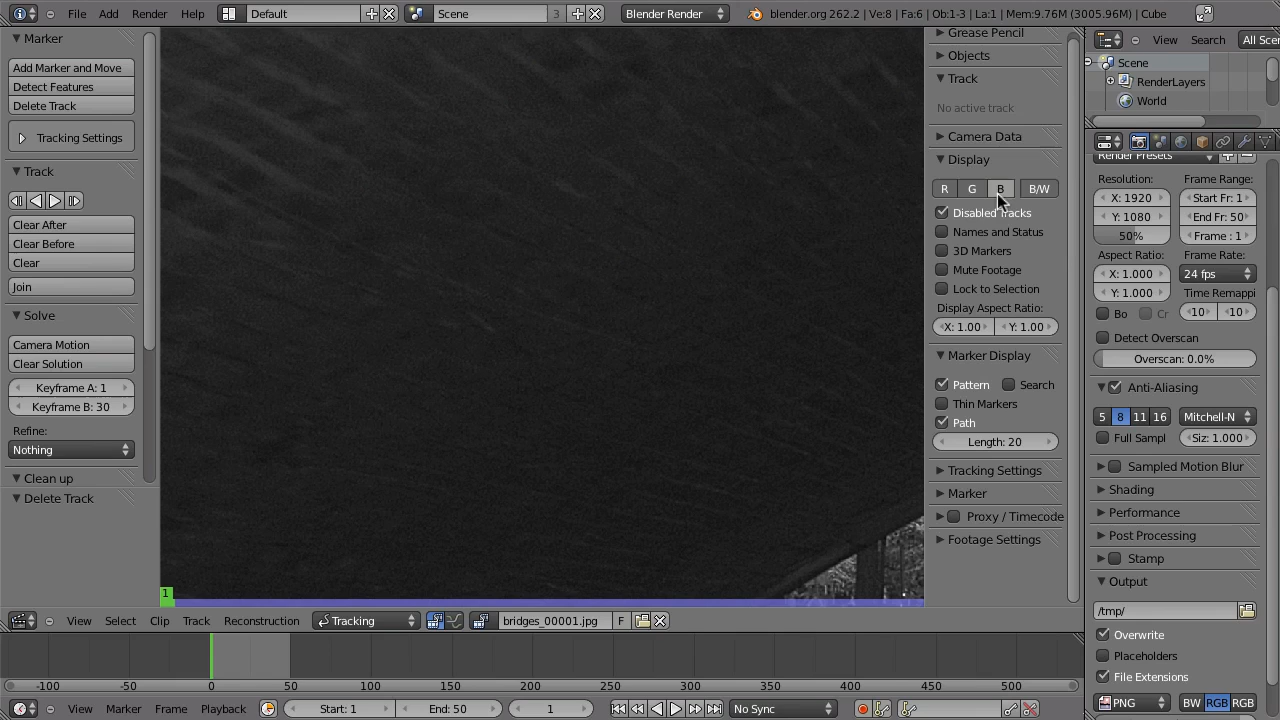 File Add Render Help Default Scene 3 Blender Render blender.org 262.2 | Ve:8 | Fa:6 | Ob:1-3 | La:1 | Mem:9.76M (3005.96M) | Cube
Marker
Add Marker and Move
Detect Features
Delete Track
Tracking Settings
Track
Clear After
Clear Before
Clear
Join
Solve
Camera Motion
Clear Solution
Keyframe A: 1
Keyframe B: 30
Refine:
Nothing
Clean up
Delete Track
1
Grease Pencil
Objects
Track
No active track
Camera Data
Display
R G B B/W
Disabled Tracks
Names and Status
3D Markers
Mute Footage
Lock to Selection
Display Aspect Ratio:
X: 1.00 Y: 1.00
Marker Display
Pattern Search
Thin Markers
Path
Length: 20
Tracking Settings
Marker
Proxy / Timecode
Footage Settings
View Search All Scen
Scene
RenderLayers
World
Render Presets
Resolution: Frame Range:
X: 1920 Start Fr: 1
Y: 1080 End Fr: 50
50% Frame : 1
Aspect Ratio: Frame Rate:
X: 1.000 24 fps
Y: 1.000 Time Remappi
Bo Cr 10 10
Detect Overscan
Overscan: 0.0%
Anti-Aliasing
5 8 11 16 Mitchell-N
Full Sampl Siz: 1.000
Sampled Motion Blur
Shading
Performance
Post Processing
Stamp
Output
/tmp/
Overwrite
Placeholders
File Extensions
PNG BW RGB RGB
View Select Clip Track Reconstruction Tracking bridges_00001.jpg F
-100 -50 0 50 100 150 200 250 300 350 400 450 500
View Marker Frame Playback Start: 1 End: 50 1 No Sync